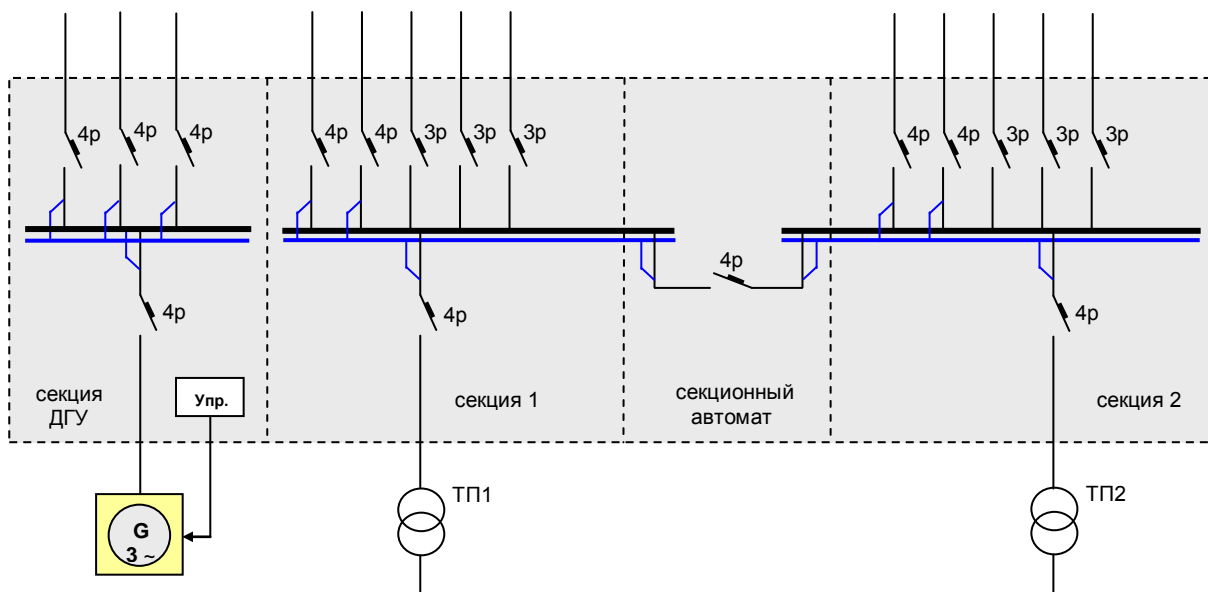 4р
4р
4р
4р
4р
3р
3р
3р
4р
4р
3р
3р
3р
4р
4р
4р
4р
секция
ДГУ
Упр.
секция 1
секционный
автомат
секция 2
ТП1
ТП2
G
3 ~